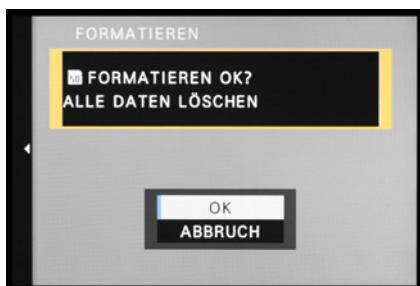 FORMATIEREN
FORMATIEREN OK?
ALLE DATEN LÖSCHEN
OK
ABBRUCH